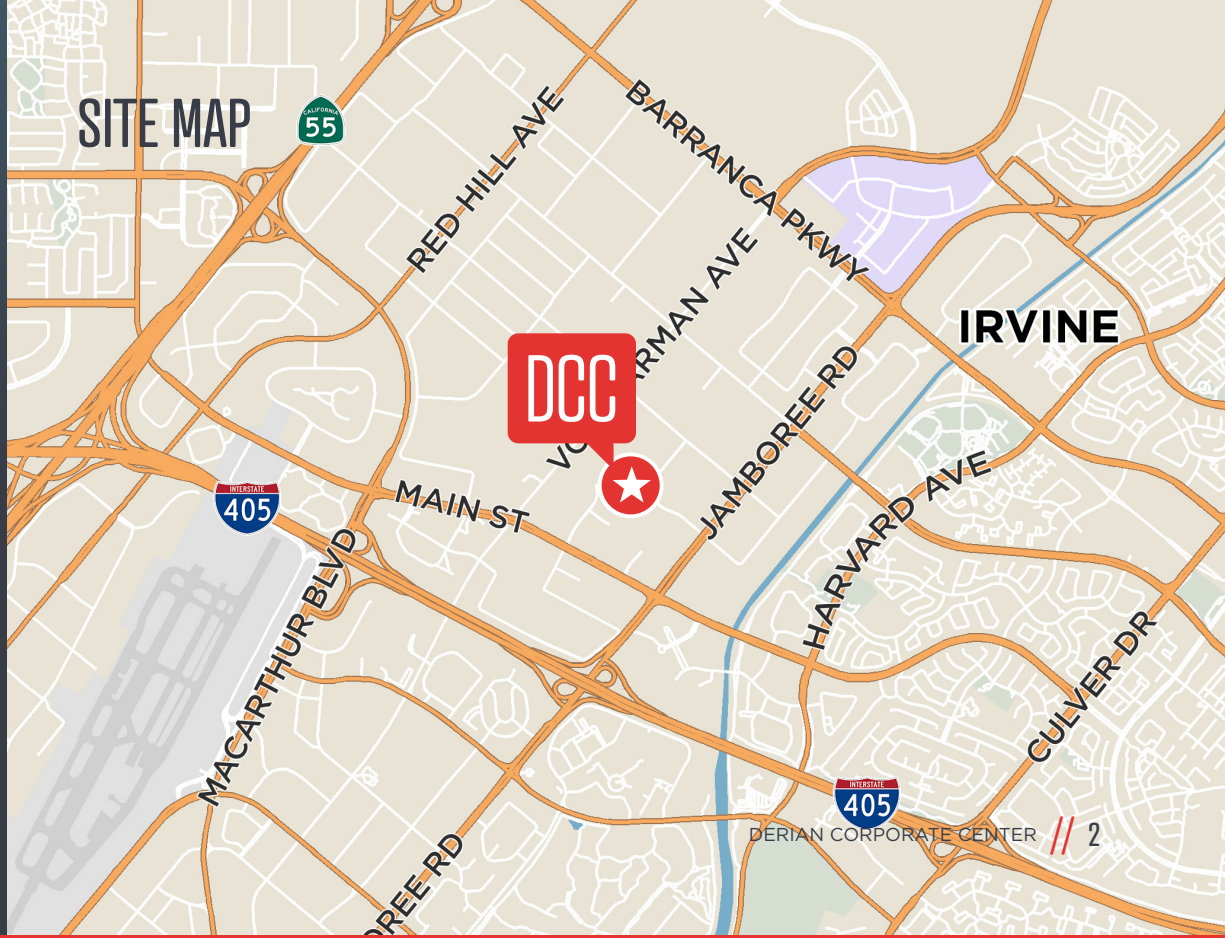 SITE MAP
CALIFORNIA
55
RED HILL AVE
BARRANCA PKWY
IRVINE
DCC
JAMBOREE RD
MAIN ST
HARVARD AVE
INTERSTATE
405
MACARTHUR BLVD
CULVER DR
INTERSTATE
405
DERIAN CORPORATE CENTER // 2